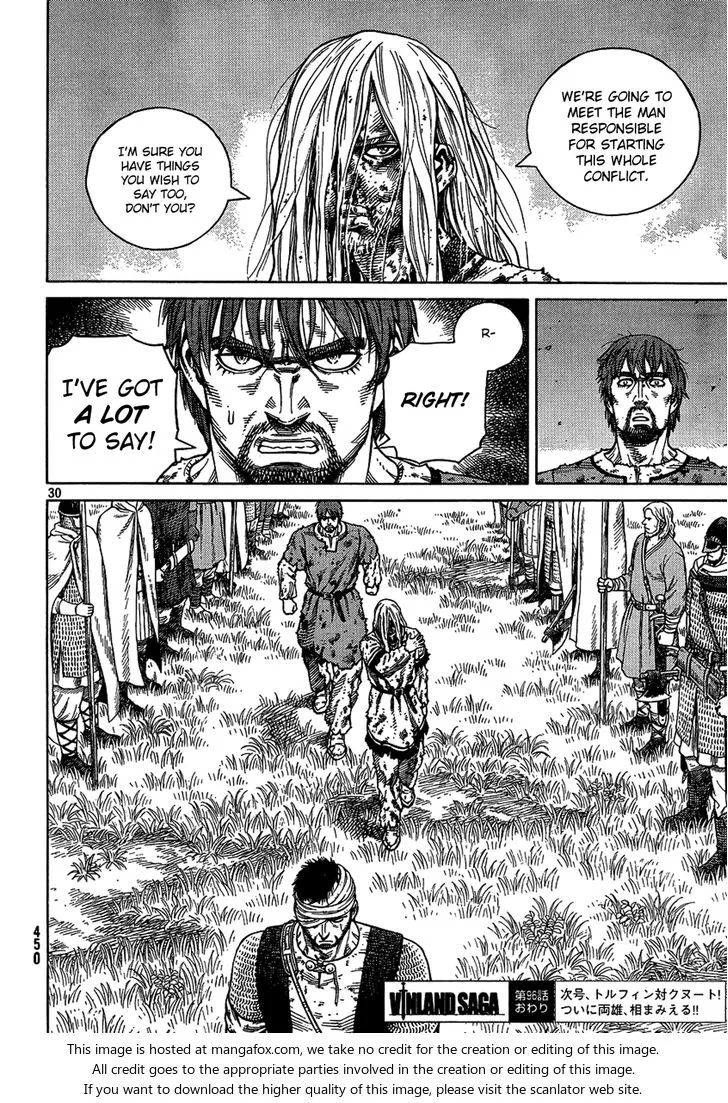 WE'RE GOING TO
MEET THE MAN
RESPONSIBLE
FOR STARTING
THIS WHOLE
CONFLICT.
I'M SURE YOU
HAVE THINGS
YOU WISH TO
SAY TOO,
DON'T YOU?
R-
RIGHT!
I'VE GOT
A LOT
TO SAY!
30
450
VINLAND SAGA
第96話
おわり
次号、トルフィン対クヌート!
ついに両雄、相まみえる!!
This image is hosted at mangafox.com, we take no credit for the creation or editing of this image.
All credit goes to the appropriate parties involved in the creation or editing of this image.
If you want to download the higher quality of this image, please visit the scanlator web site.